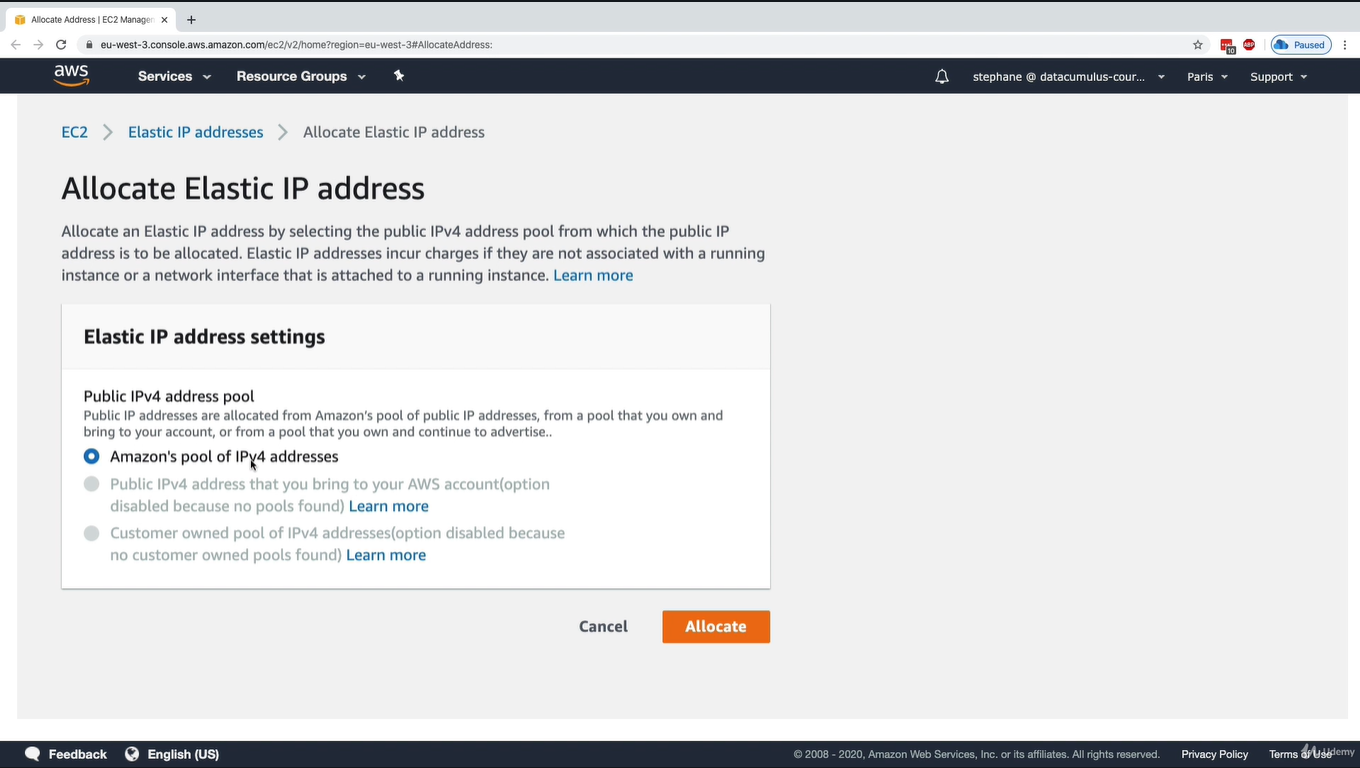 Allocate Address | EC2 Manager
eu-west-3.console.aws.amazon.com/ec2/v2/home?region=eu-west-3#AllocateAddress:
10
ABP
Paused
aws
Services
Resource Groups
stephane @ datacumulus-cour...
Paris
Support
EC2
Elastic IP addresses
Allocate Elastic IP address
Allocate Elastic IP address
Allocate an Elastic IP address by selecting the public IPv4 address pool from which the public IP
address is to be allocated. Elastic IP addresses incur charges if they are not associated with a running
instance or a network interface that is attached to a running instance. Learn more
Elastic IP address settings
Public IPv4 address pool
Public IP addresses are allocated from Amazon's pool of public IP addresses, from a pool that you own and
bring to your account, or from a pool that you own and continue to advertise..
Amazon's pool of IPv4 addresses
Public IPv4 address that you bring to your AWS account(option
disabled because no pools found) Learn more
Customer owned pool of IPv4 addresses(option disabled because
no customer owned pools found) Learn more
Cancel
Allocate
Feedback
English (US)
© 2008 - 2020, Amazon Web Services, Inc. or its affiliates. All rights reserved.
Privacy Policy
Terms of Use
Udemy